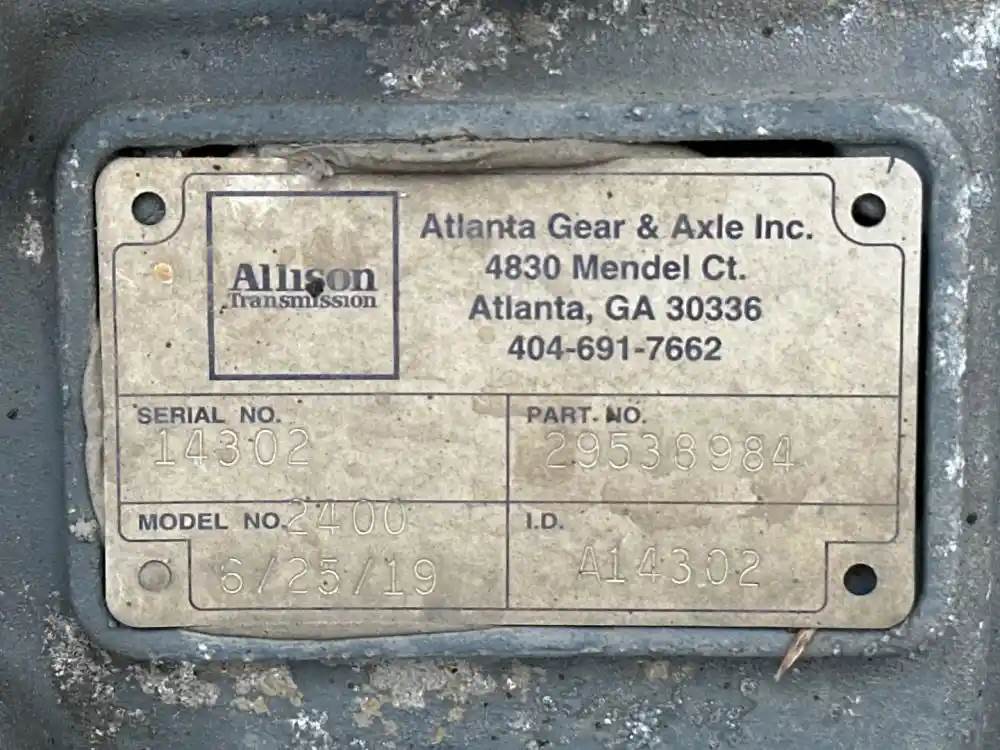 Allison
Transmission
Atlanta Gear & Axle Inc.
4830 Mendel Ct.
Atlanta, GA 30336
404-691-7662
SERIAL NO.
14302
PART. NO.
29538984
MODEL NO. 2400
6/25/19
I.D.
A14302